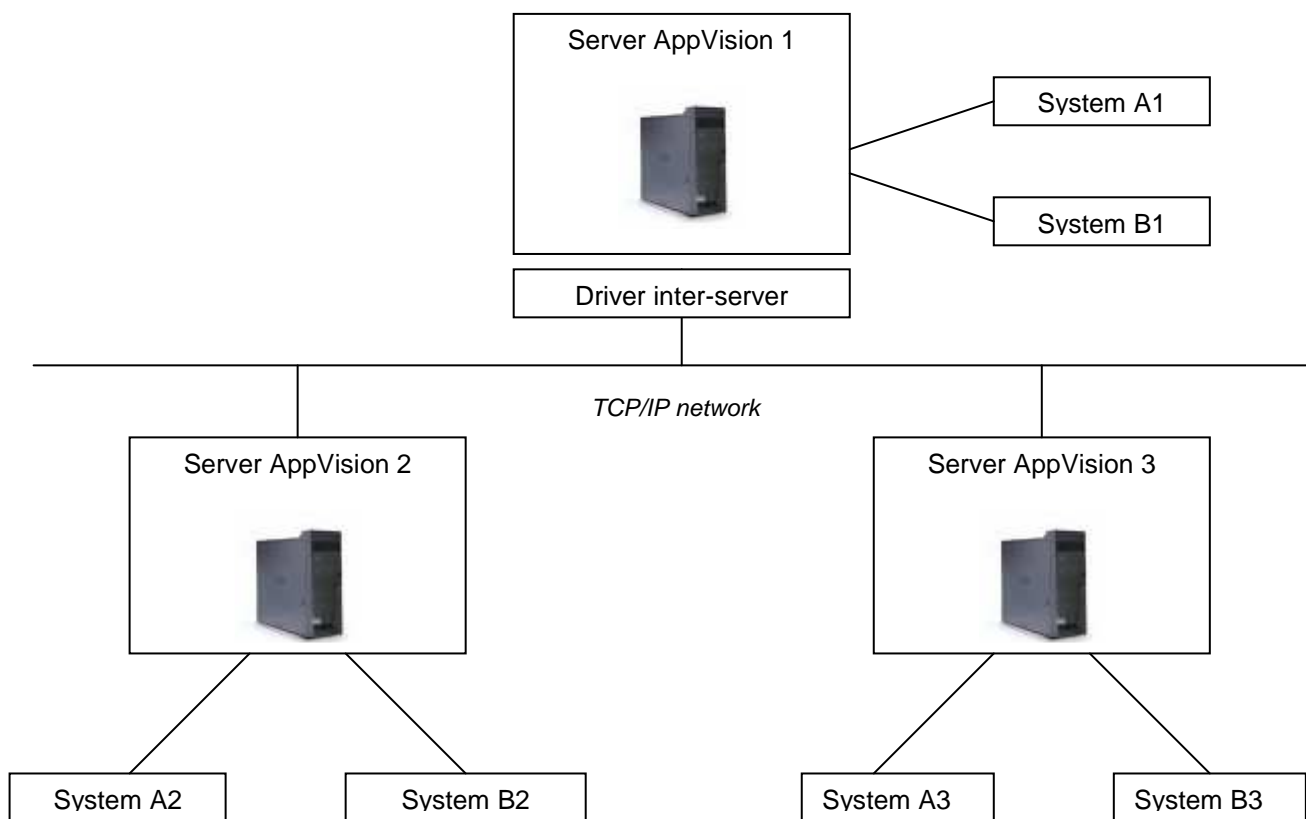 Server AppVision 1
System A1
System B1
Driver inter-server
TCP/IP network
Server AppVision 2
Server AppVision 3
System A2
System B2
System A3
System B3